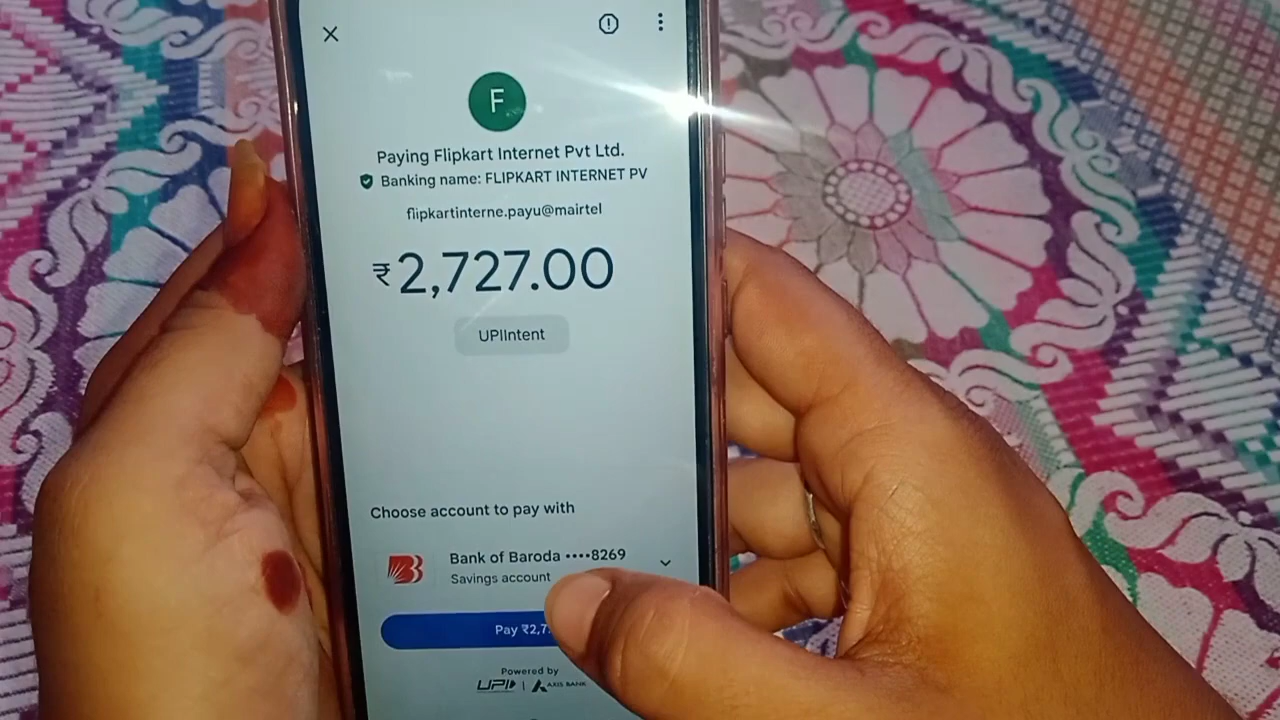 F
Paying Flipkart Internet Pvt Ltd.
Banking name: FLIPKART INTERNET PV
flipkartinterne.payu@mairtel
₹2,727.00
UPIIntent
Choose account to pay with
Bank of Baroda ••••8269
Savings account
Pay ₹2,7
Powered by
UPI | AXIS BANK